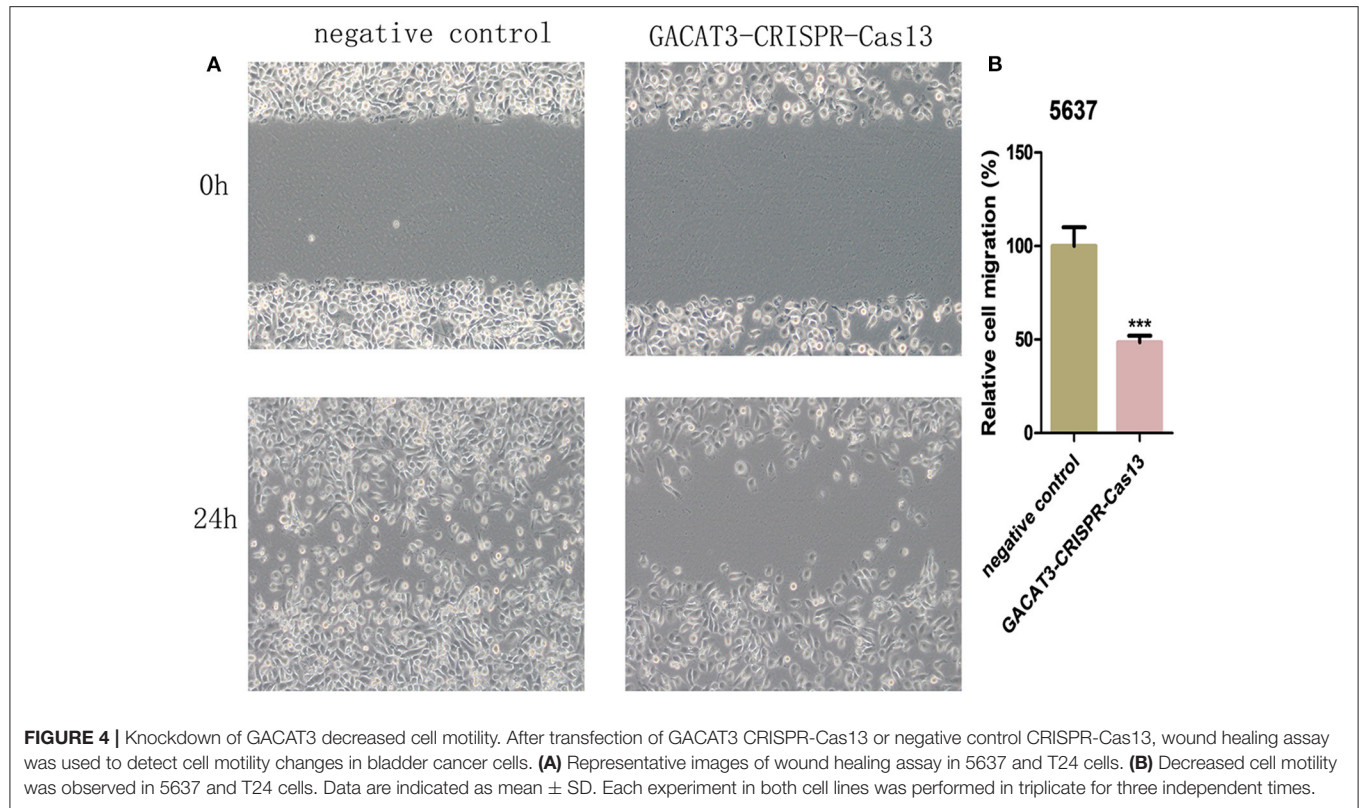 negative control
GACAT3-CRISPR-Cas13
A
B
0h
24h
5637
Relative cell migration (%)
150
100
50
0
***
negative control
GACAT3-CRISPR-Cas13
FIGURE 4 | Knockdown of GACAT3 decreased cell motility. After transfection of GACAT3 CRISPR-Cas13 or negative control CRISPR-Cas13, wound healing assay
was used to detect cell motility changes in bladder cancer cells. (A) Representative images of wound healing assay in 5637 and T24 cells. (B) Decreased cell motility
was observed in 5637 and T24 cells. Data are indicated as mean ± SD. Each experiment in both cell lines was performed in triplicate for three independent times.